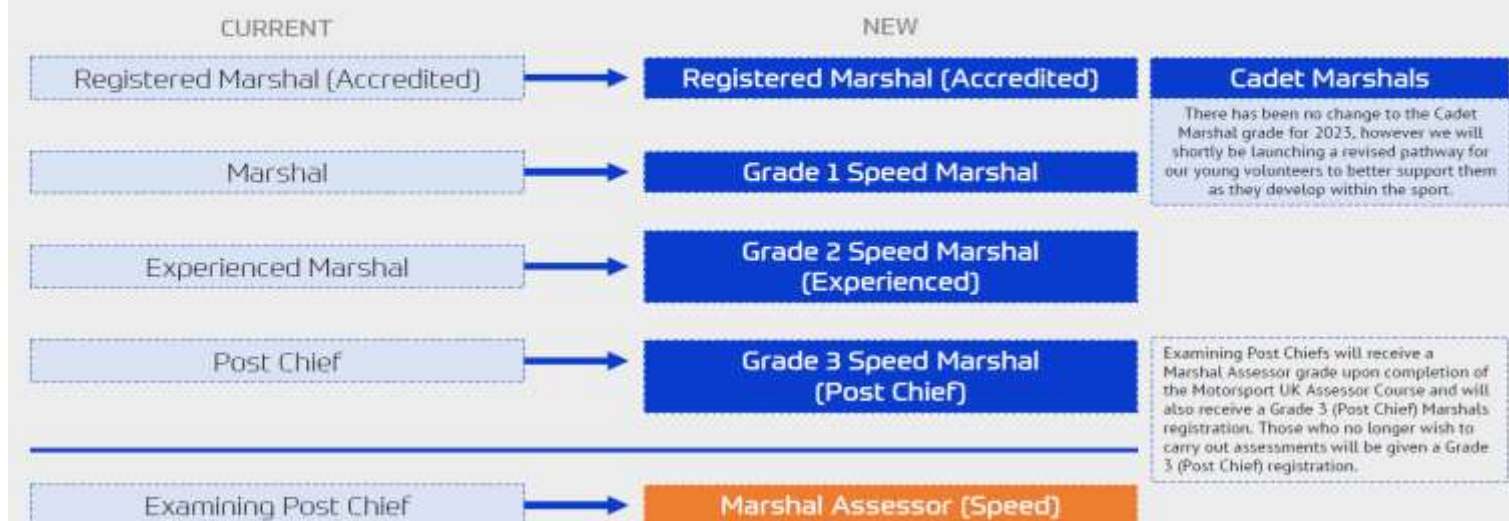 CURRENT
NEW
Registered Marshal (Accredited)
Registered Marshal (Accredited)
Cadet Marshals
There has been no change to the Cadet
Marshal grade for 2023, however we will
shortly be launching a revised pathway for
our young volunteers to better support them
as they develop within the sport.
Marshal
Grade 1 Speed Marshal
Experienced Marshal
Grade 2 Speed Marshal
(Experienced)
Post Chief
Grade 3 Speed Marshal
(Post Chief)
Examining Post Chiefs will receive a
Marshal Assessor grade upon completion of
the Motorsport UK Assessor Course and will
also receive a Grade 3 (Post Chief) Marshals
registration. Those who no longer wish to
carry out assessments will be given a Grade
3 (Post Chief) registration.
Examining Post Chief
Marshal Assessor (Speed)